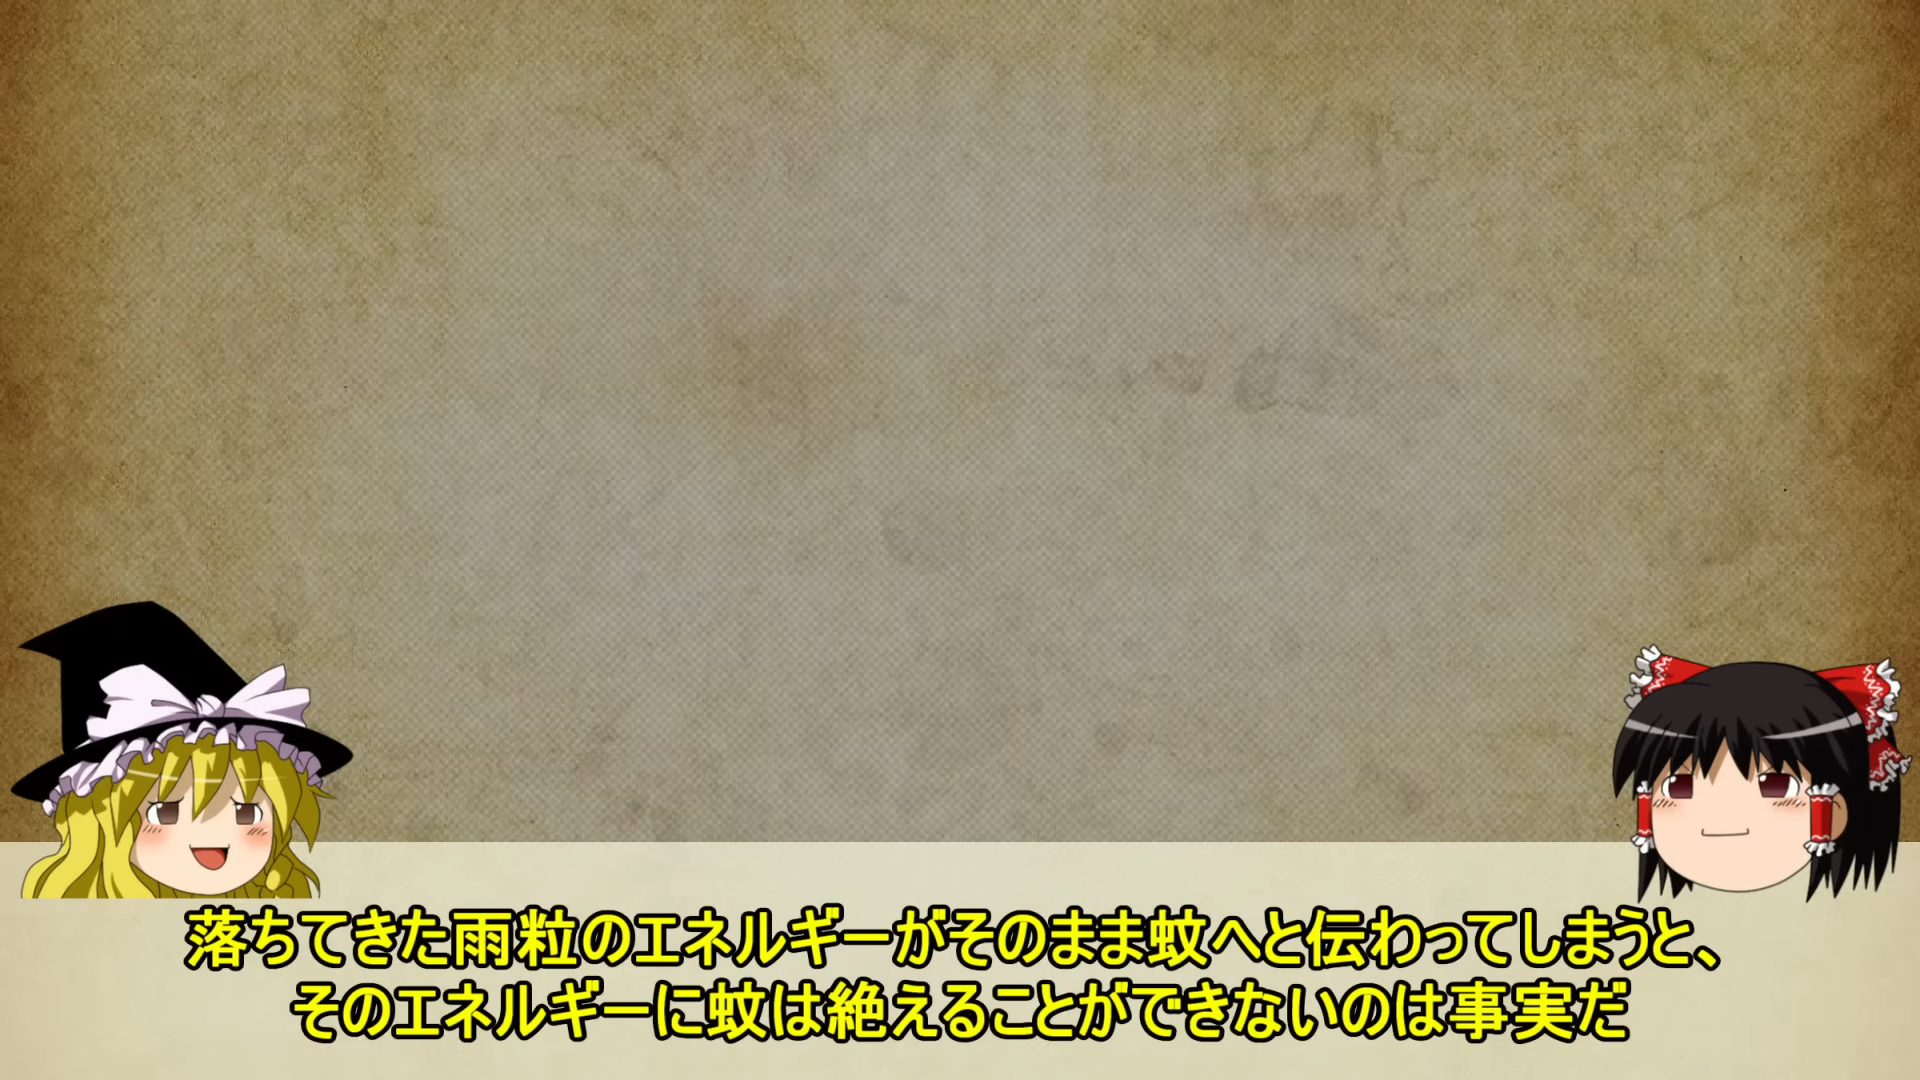 落ちてきた雨粒のエネルギーがそのまま蚊へと伝わってしまうと、
そのエネルギーに蚊は絶えることができないのは事実だ